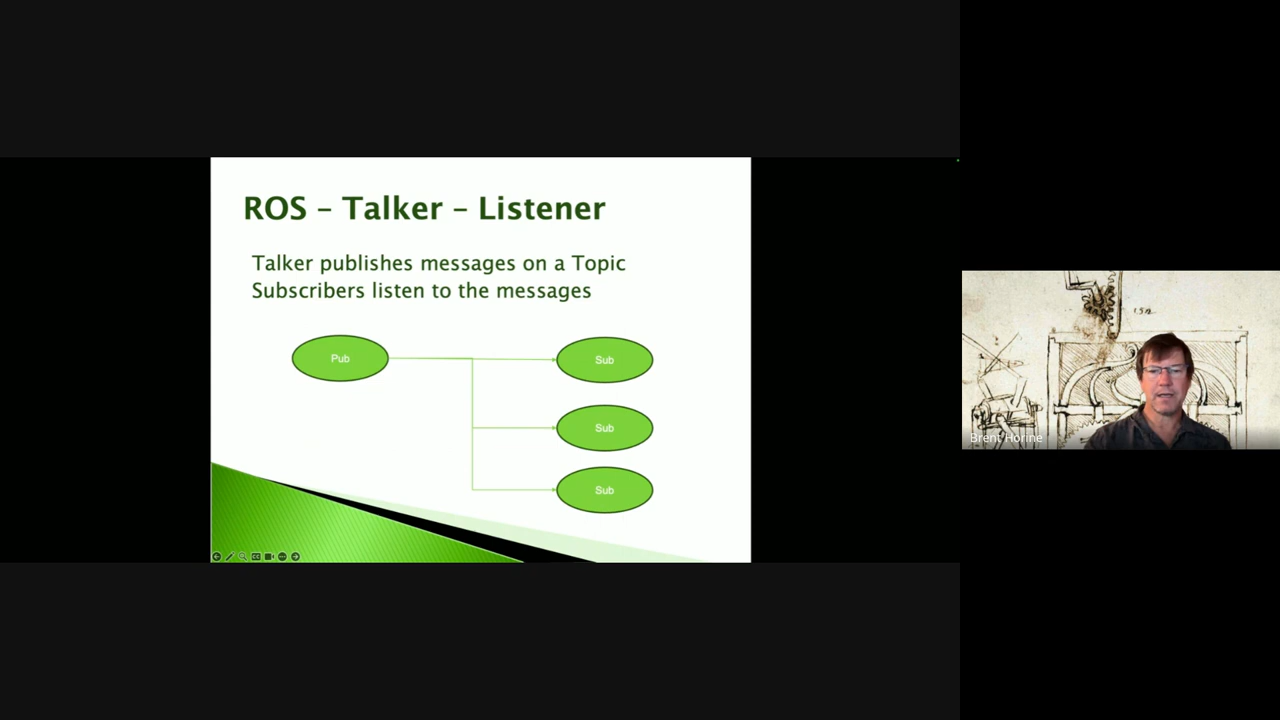 ROS – Talker – Listener
Talker publishes messages on a Topic
Subscribers listen to the messages
Pub
Sub
Sub
Sub
Brent Horine